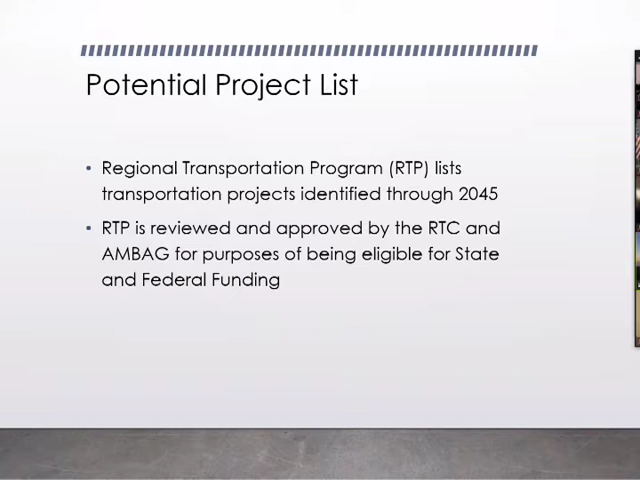 Potential Project List
• Regional Transportation Program (RTP) lists
transportation projects identified through 2045
• RTP is reviewed and approved by the RTC and
AMBAG for purposes of being eligible for State
and Federal Funding